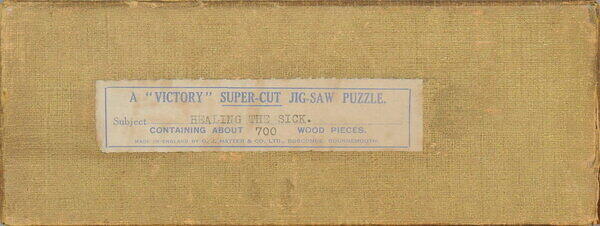 A "VICTORY" SUPER-CUT JIG-SAW PUZZLE.
Subject HEALING THE SICK.
CONTAINING ABOUT 700 WOOD PIECES.
MADE IN ENGLAND BY G. J. HAYTER & CO. LTD., BOSCOMBE, BOURNEMOUTH.